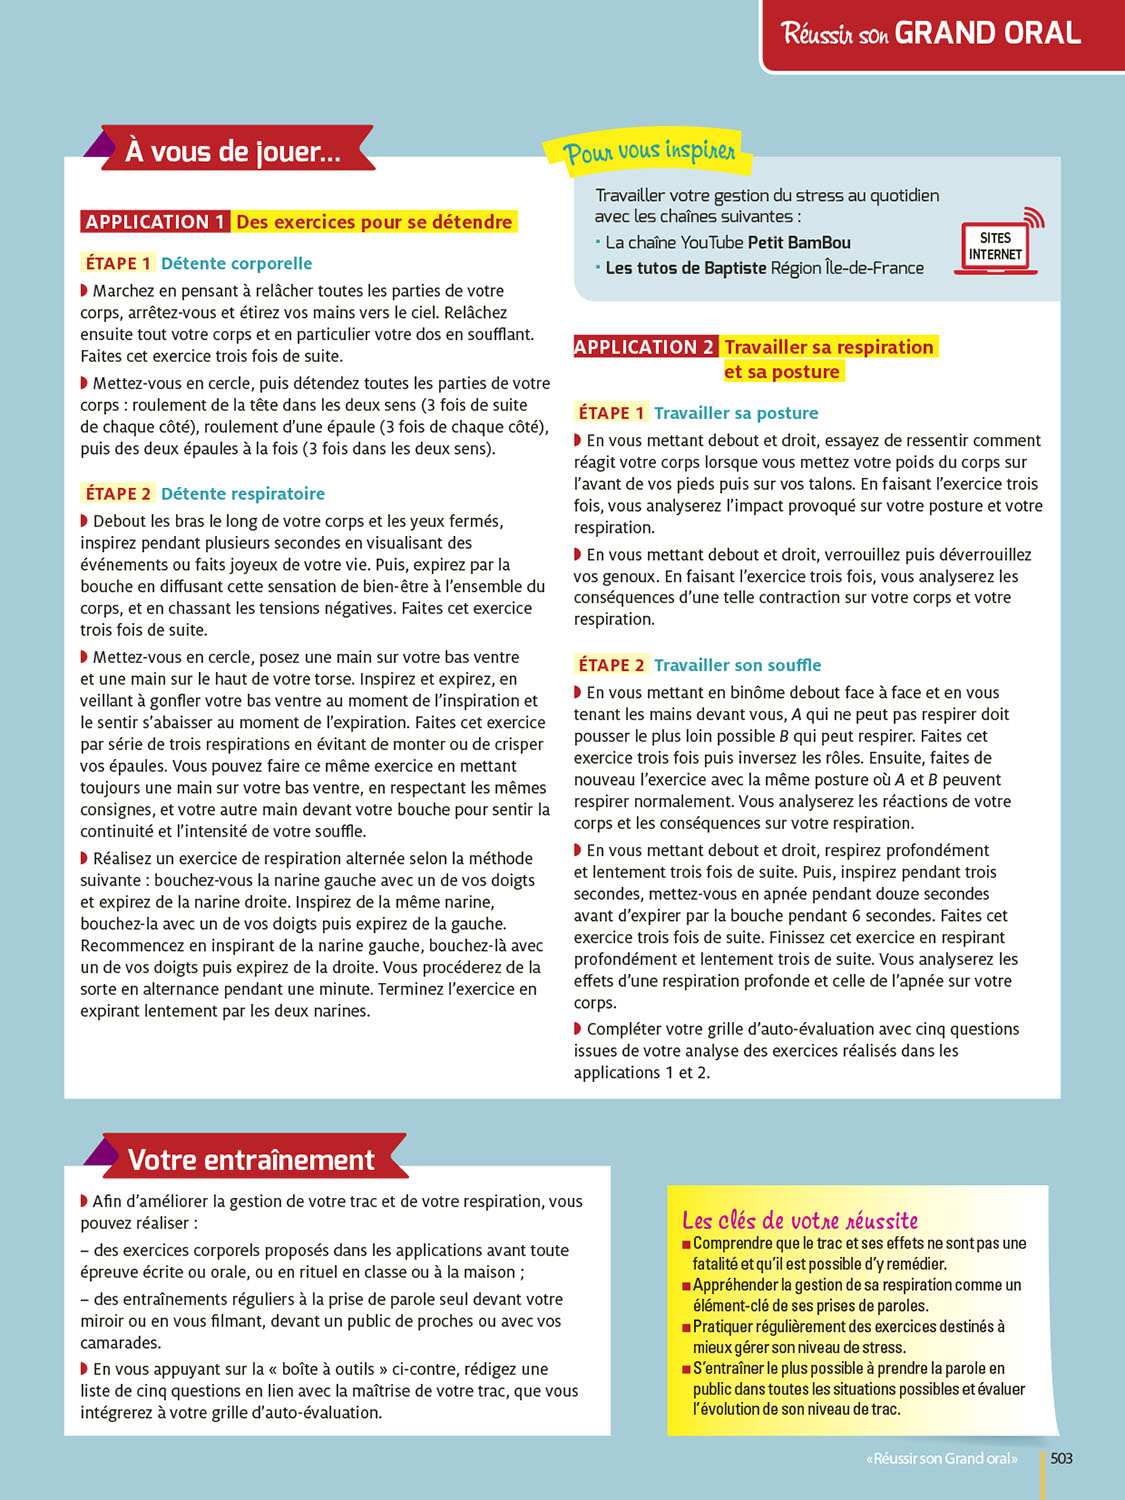 Réussir son GRAND ORAL
À vous de jouer...
APPLICATION 1 Des exercices pour se détendre
ÉTAPE 1 Détente corporelle
Marchez en pensant à relâcher toutes les parties de votre
corps, arrêtez-vous et étirez vos mains vers le ciel. Relâchez
ensuite tout votre corps et en particulier votre dos en soufflant.
Faites cet exercice trois fois de suite.
Mettez-vous en cercle, puis détendez toutes les parties de votre
corps : roulement de la tête dans les deux sens (3 fois de suite
de chaque côté), roulement d’une épaule (3 fois de chaque côté),
puis des deux épaules à la fois (3 fois dans les deux sens).
ÉTAPE 2 Détente respiratoire
Debout les bras le long de votre corps et les yeux fermés,
inspirez pendant plusieurs secondes en visualisant des
événements ou faits joyeux de votre vie. Puis, expirez par la
bouche en diffusant cette sensation de bien-être à l’ensemble du
corps, et en chassant les tensions négatives. Faites cet exercice
trois fois de suite.
Mettez-vous en cercle, posez une main sur votre bas ventre
et une main sur le haut de votre torse. Inspirez et expirez, en
veillant à gonfler votre bas ventre au moment de l’inspiration et
le sentir s’abaisser au moment de l’expiration. Faites cet exercice
par série de trois respirations en évitant de monter ou de crisper
vos épaules. Vous pouvez faire ce même exercice en mettant
toujours une main sur votre bas ventre, en respectant les mêmes
consignes, et votre autre main devant votre bouche pour sentir la
continuité et l’intensité de votre souffle.
Réalisez un exercice de respiration alternée selon la méthode
suivante : bouchez-vous la narine gauche avec un de vos doigts
et expirez de la narine droite. Inspirez de la même narine,
bouchez-la avec un de vos doigts puis expirez de la gauche.
Recommencez en inspirant de la narine gauche, bouchez-là avec
un de vos doigts puis expirez de la droite. Vous procéderez de la
sorte en alternance pendant une minute. Terminez l’exercice en
expirant lentement par les deux narines.
Pour vous inspirer
Travailler votre gestion du stress au quotidien
avec les chaînes suivantes :
• La chaîne YouTube Petit BamBou
• Les tutos de Baptiste Région Île-de-France
SITES
INTERNET
APPLICATION 2 Travailler sa respiration
et sa posture
ÉTAPE 1 Travailler sa posture
En vous mettant debout et droit, essayez de ressentir comment
réagit votre corps lorsque vous mettez votre poids du corps sur
l’avant de vos pieds puis sur vos talons. En faisant l’exercice trois
fois, vous analyserez l’impact provoqué sur votre posture et votre
respiration.
En vous mettant debout et droit, verrouillez puis déverrouillez
vos genoux. En faisant l’exercice trois fois, vous analyserez les
conséquences d’une telle contraction sur votre corps et votre
respiration.
ÉTAPE 2 Travailler son souffle
En vous mettant en binôme debout face à face et en vous
tenant les mains devant vous, A qui ne peut pas respirer doit
pousser le plus loin possible B qui peut respirer. Faites cet
exercice trois fois puis inversez les rôles. Ensuite, faites de
nouveau l’exercice avec la même posture où A et B peuvent
respirer normalement. Vous analyserez les réactions de votre
corps et les conséquences sur votre respiration.
En vous mettant debout et droit, respirez profondément
et lentement trois fois de suite. Puis, inspirez pendant trois
secondes, mettez-vous en apnée pendant douze secondes
avant d’expirer par la bouche pendant 6 secondes. Faites cet
exercice trois fois de suite. Finissez cet exercice en respirant
profondément et lentement trois de suite. Vous analyserez les
effets d’une respiration profonde et celle de l’apnée sur votre
corps.
Compléter votre grille d’auto-évaluation avec cinq questions
issues de votre analyse des exercices réalisés dans les
applications 1 et 2.
Votre entraînement
Afin d’améliorer la gestion de votre trac et de votre respiration, vous
pouvez réaliser :
– des exercices corporels proposés dans les applications avant toute
épreuve écrite ou orale, ou en rituel en classe ou à la maison ;
– des entraînements réguliers à la prise de parole seul devant votre
miroir ou en vous filmant, devant un public de proches ou avec vos
camarades.
En vous appuyant sur la « boîte à outils » ci-contre, rédigez une
liste de cinq questions en lien avec la maîtrise de votre trac, que vous
intégrerez à votre grille d’auto-évaluation.
Les clés de votre réussite
Comprendre que le trac et ses effets ne sont pas une
fatalité et qu’il est possible d’y remédier.
Appréhender la gestion de sa respiration comme un
élément-clé de ses prises de paroles.
Pratiquer régulièrement des exercices destinés à
mieux gérer son niveau de stress.
S’entraîner le plus possible à prendre la parole en
public dans toutes les situations possibles et évaluer
l’évolution de son niveau de trac.
«Réussir son Grand oral» 503